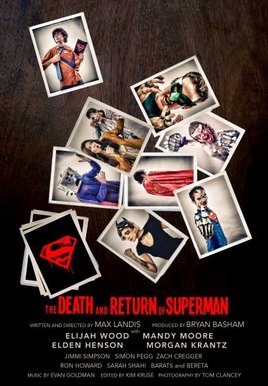 THE DEATH AND RETURN OF SUPERMAN
WRITTEN AND DIRECTED BY MAX LANDIS PRODUCED BY BRYAN BASHAM
with
ELIJAH WOOD MANDY MOORE
ELDEN HENSON MORGAN KRANTZ
JIMMI SIMPSON SIMON PEGG ZACH CREGGER
RON HOWARD SARAH SHAHI BARATS AND BERETA
MUSIC BY EVAN GOLDMAN EDITED BY KIM KRUSE PHOTOGRAPHY BY TOM CLANCEY